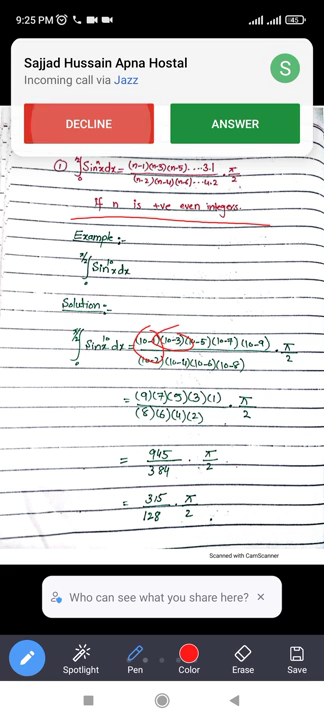 9:25 PM
45
Sajjad Hussain Apna Hostal
Incoming call via Jazz
S
DECLINE
ANSWER
① ∫₀^{π/2} Sinⁿx dx = (n-1)(n-3)(n-5)....3.1 / (n-2)(n-4)(n-6)...4.2 · π/2
If n is +ve even integers.
Example:-
∫₀^{π/2} Sin¹⁰x dx
Solution:-
∫₀^{π/2} Sin¹⁰x dx = (10-1)(10-3)(10-5)(10-7)(10-9) / (10-2)(10-4)(10-6)(10-8) · π/2
= (9)(7)(5)(3)(1) / (8)(6)(4)(2) · π/2
= 945/384 · π/2
= 315/128 · π/2 .
Scanned with CamScanner
Who can see what you share here? ×
Spotlight
Pen
Color
Erase
Save